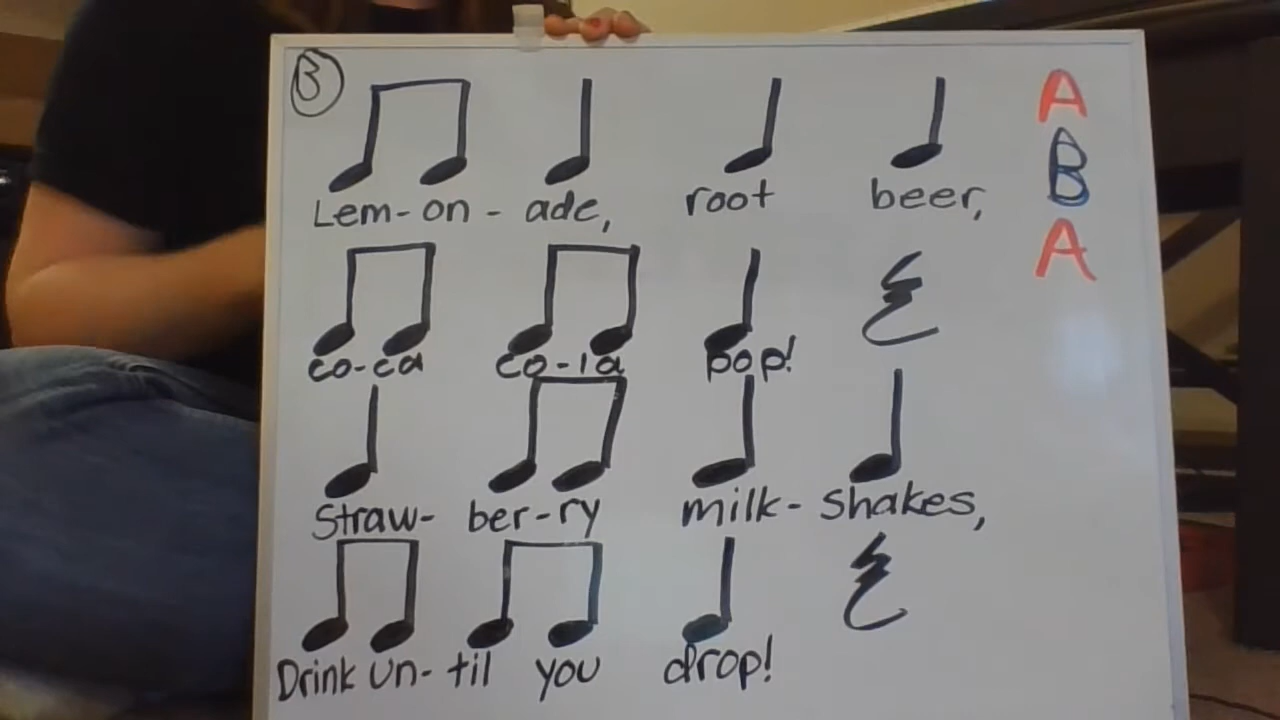 B
Lem-on-ade, root beer,
co-ca co-la pop!
Straw-ber-ry milk-shakes,
Drink un-til you drop!
A
B
A